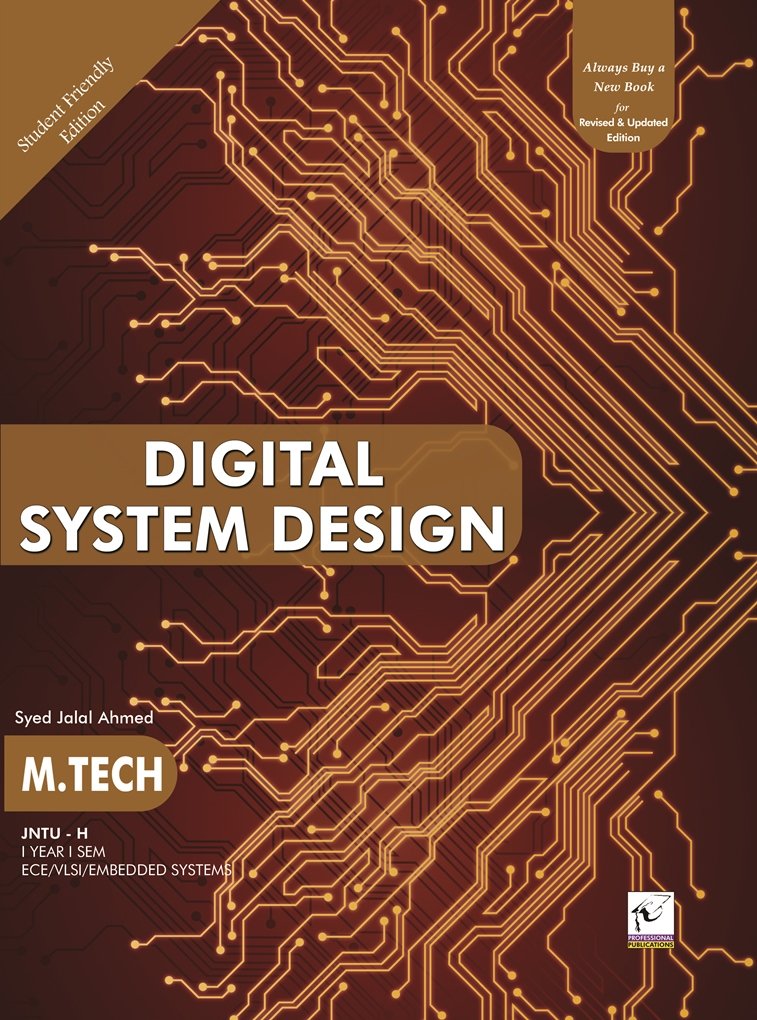 Student Friendly
Edition
Always Buy a
New Book
for
Revised & Updated
Edition
DIGITAL
SYSTEM DESIGN
Syed Jalal Ahmed
M.TECH
JNTU - H
I YEAR I SEM
ECE/VLSI/EMBEDDED SYSTEMS
PROFESSIONAL
PUBLICATIONS